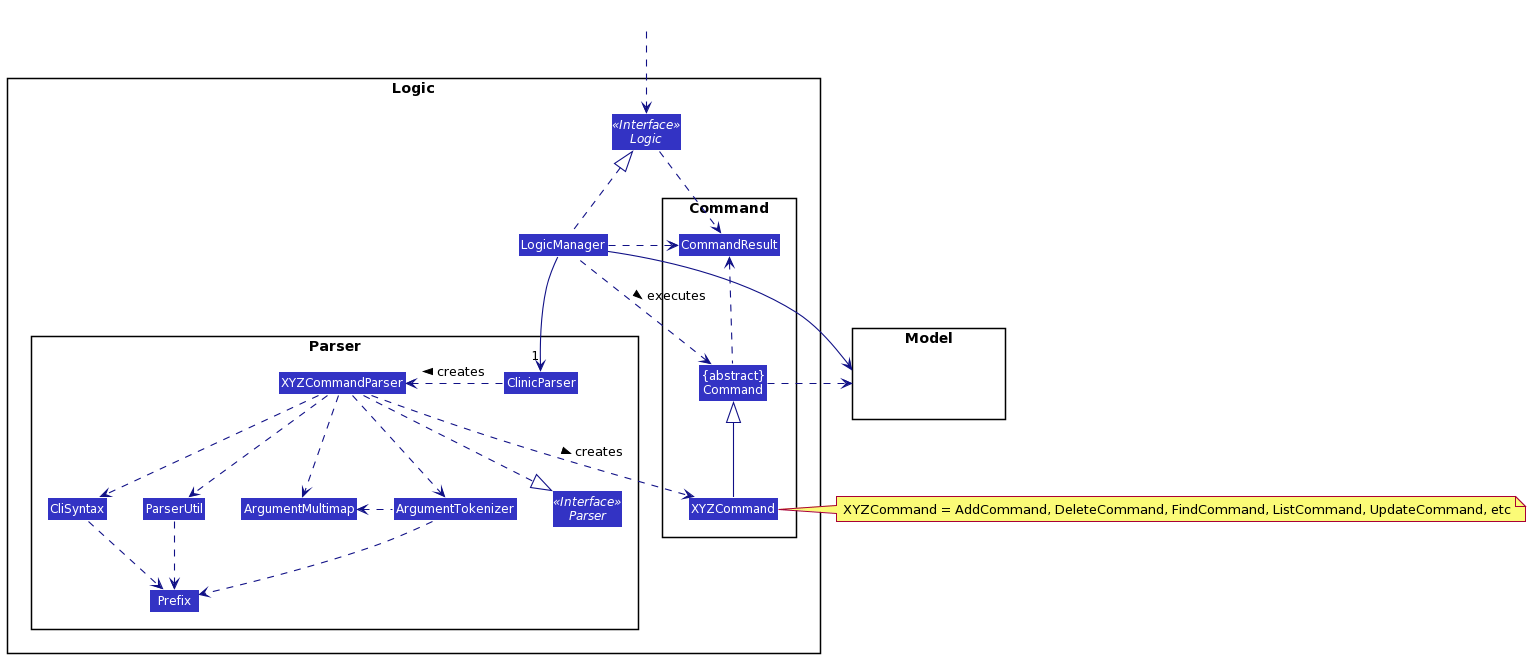 Logic
«Interface»
Logic
Command
LogicManager
CommandResult
executes
Parser
Model
1
creates
XYZCommandParser
ClinicParser
{abstract}
Command
creates
CliSyntax
ParserUtil
ArgumentMultimap
ArgumentTokenizer
«Interface»
Parser
XYZCommand
XYZCommand = AddCommand, DeleteCommand, FindCommand, ListCommand, UpdateCommand, etc
Prefix